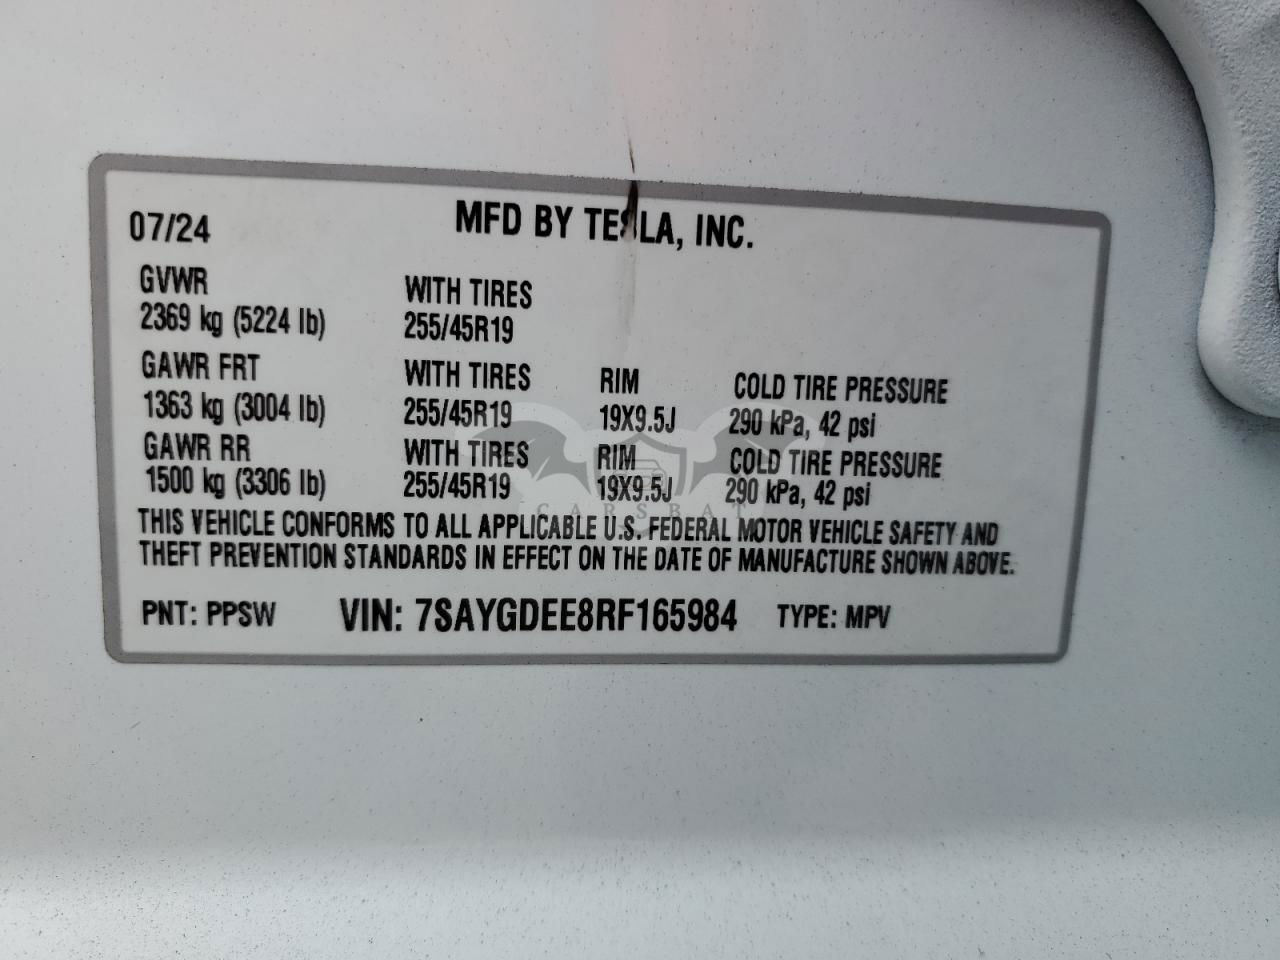 07/24 MFD BY TESLA, INC.
GVWR WITH TIRES
2369 kg (5224 lb) 255/45R19
GAWR FRT WITH TIRES RIM COLD TIRE PRESSURE
1363 kg (3004 lb) 255/45R19 19X9.5J 290 kPa, 42 psi
GAWR RR WITH TIRES RIM COLD TIRE PRESSURE
1500 kg (3306 lb) 255/45R19 19X9.5J 290 kPa, 42 psi
CARSBAT
THIS VEHICLE CONFORMS TO ALL APPLICABLE U.S. FEDERAL MOTOR VEHICLE SAFETY AND
THEFT PREVENTION STANDARDS IN EFFECT ON THE DATE OF MANUFACTURE SHOWN ABOVE.
PNT: PPSW VIN: 7SAYGDEE8RF165984 TYPE: MPV